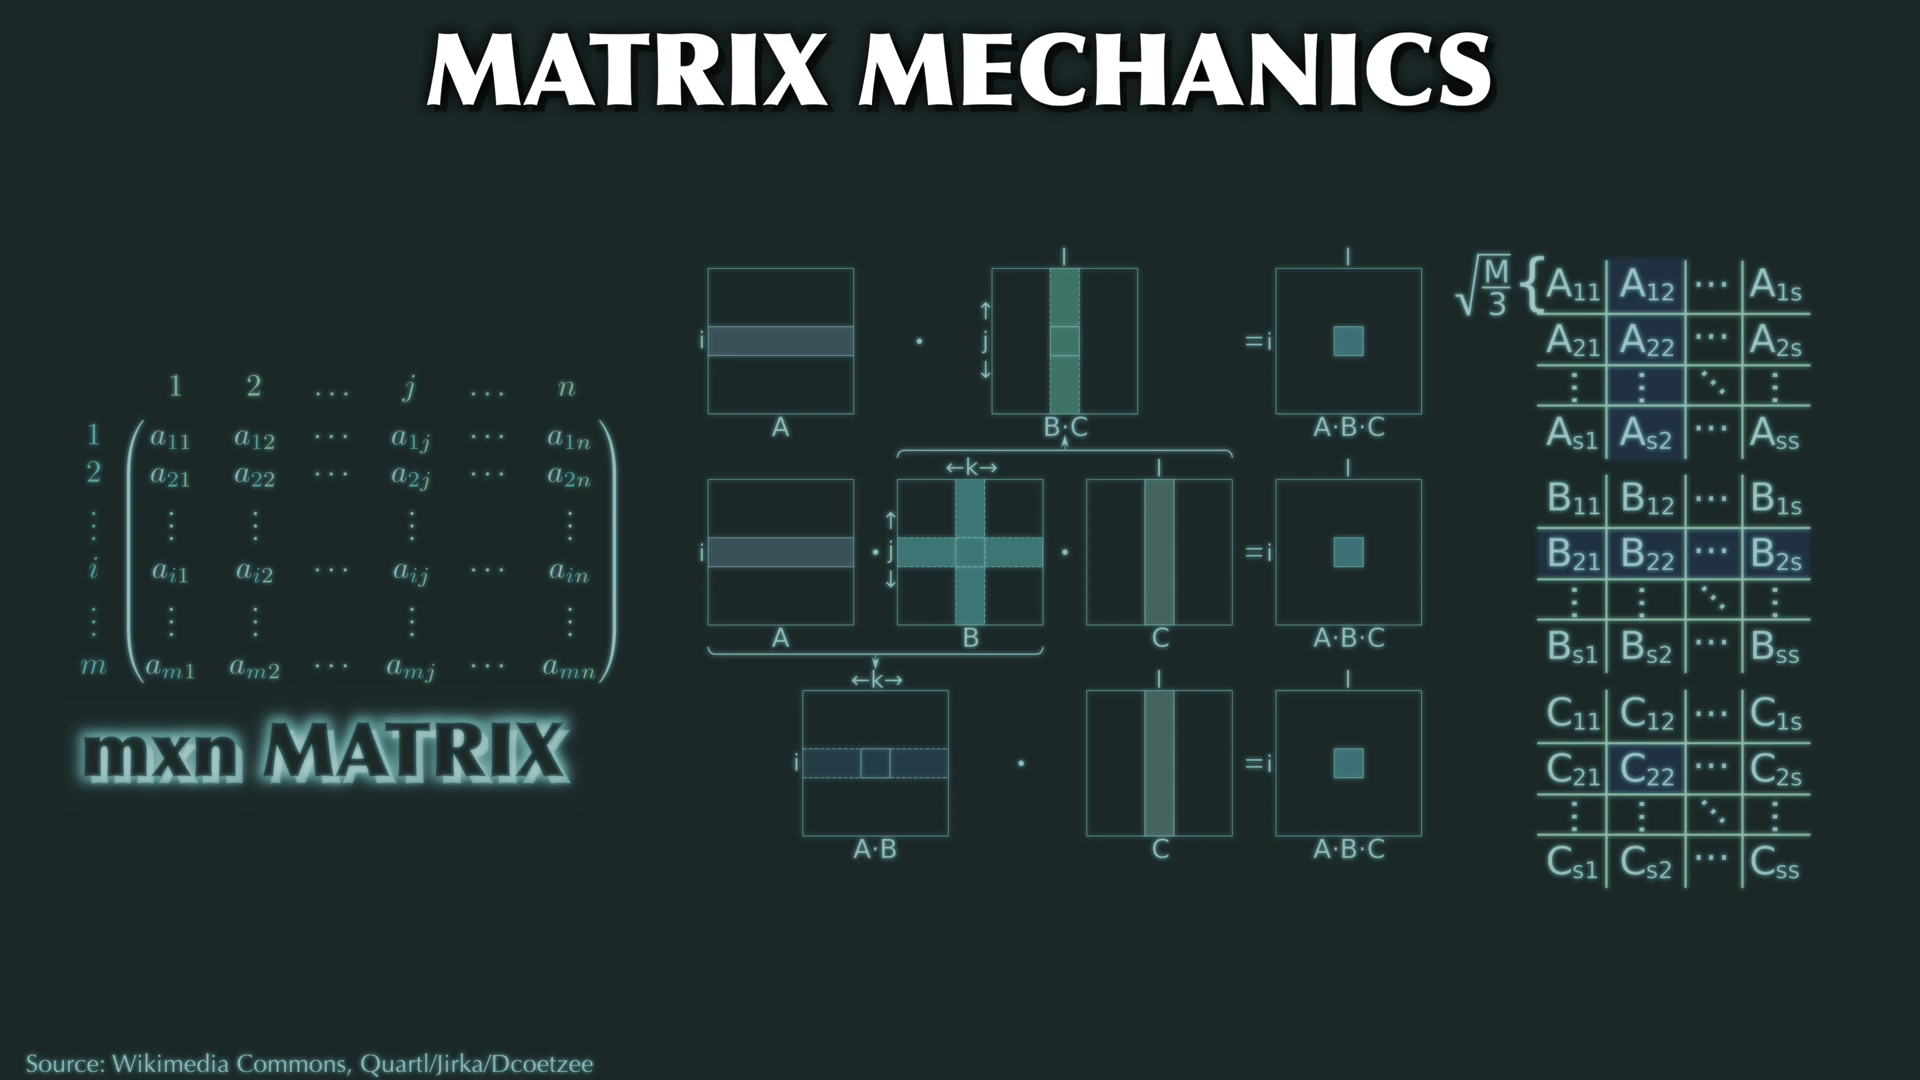 MATRIX MECHANICS
1 2 ... j ... n
1 a11 a12 ... a1j ... a1n
2 a21 a22 ... a2j ... a2n
⋮ ⋮ ⋮ ⋮ ⋮
i ai1 ai2 ... aij ... ain
⋮ ⋮ ⋮ ⋮ ⋮
m am1 am2 ... amj ... amn
mxn MATRIX
l l
i · ↑ j ↓ =i
A B·C A·B·C
←k→ l l
i · ↑ j ↓ · =i
A B C A·B·C
←k→ l l
i · =i
A·B C A·B·C
√M/3 { A11 A12 ... A1s
A21 A22 ... A2s
⋮ ⋮ ⋱ ⋮
As1 As2 ... Ass
B11 B12 ... B1s
B21 B22 ... B2s
⋮ ⋮ ⋱ ⋮
Bs1 Bs2 ... Bss
C11 C12 ... C1s
C21 C22 ... C2s
⋮ ⋮ ⋱ ⋮
Cs1 Cs2 ... Css
Source: Wikimedia Commons, Quartl/Jirka/Dcoetzee